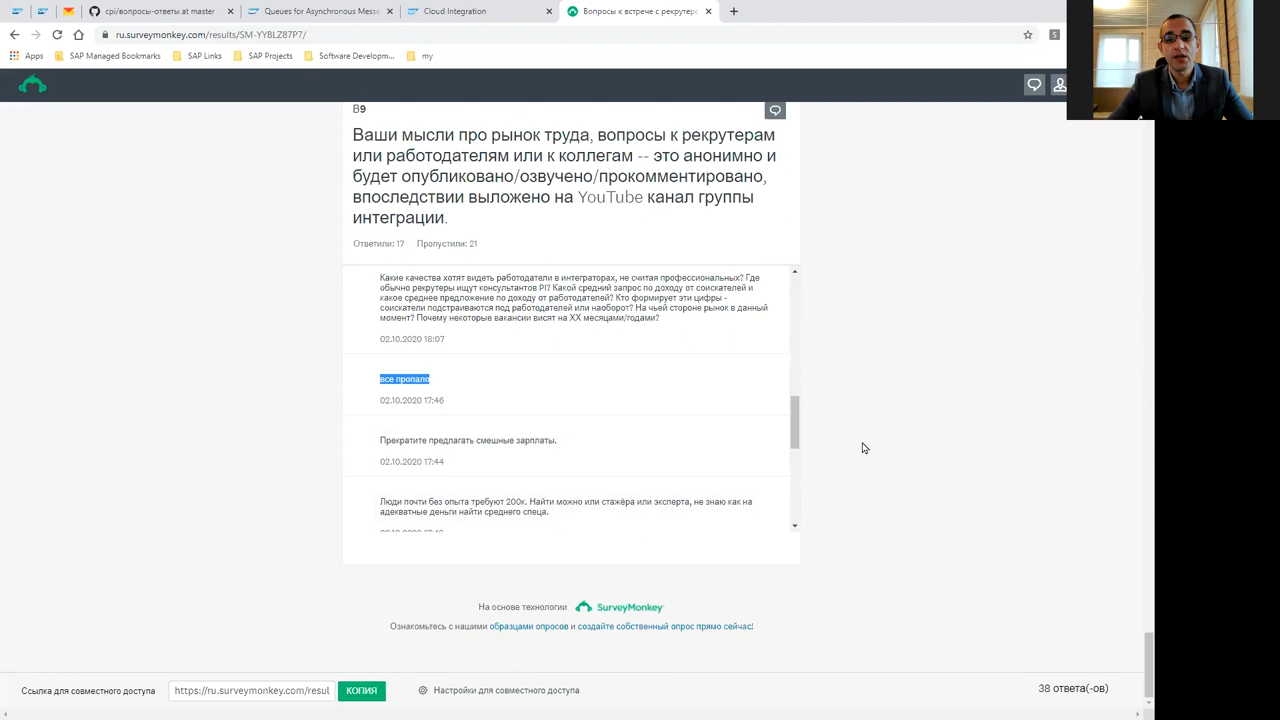 cpi/вопросы-ответы at master
Queues for Asynchronous Messa
Cloud Integration
Вопросы к встрече с рекрутеро
ru.surveymonkey.com/results/SM-YYBLZ87P7/
Apps
SAP Managed Bookmarks
SAP Links
SAP Projects
Software Developm...
my
В9
Ваши мысли про рынок труда, вопросы к рекрутерам
или работодателям или к коллегам -- это анонимно и
будет опубликовано/озвучено/прокомментировано,
впоследствии выложено на YouTube канал группы
интеграции.
Ответили: 17 Пропустили: 21
Какие качества хотят видеть работодатели в интеграторах, не считая профессиональных? Где
обычно рекрутеры ищут консультантов PI? Какой средний запрос по доходу от соискателей и
какое среднее предложение по доходу от работодателей? Кто формирует эти цифры -
соискатели подстраиваются под работодателей или наоборот? На чьей стороне рынок в данный
момент? Почему некоторые вакансии висят на ХХ месяцами/годами?
02.10.2020 18:07
все пропало
02.10.2020 17:46
Прекратите предлагать смешные зарплаты.
02.10.2020 17:44
Люди почти без опыта требуют 200к. Найти можно или стажёра или эксперта, не знаю как на
адекватные деньги найти среднего спеца.
На основе технологии SurveyMonkey
Ознакомьтесь с нашими образцами опросов и создайте собственный опрос прямо сейчас!
Ссылка для совместного доступа
https://ru.surveymonkey.com/resul
КОПИЯ
Настройки для совместного доступа
38 ответа(-ов)